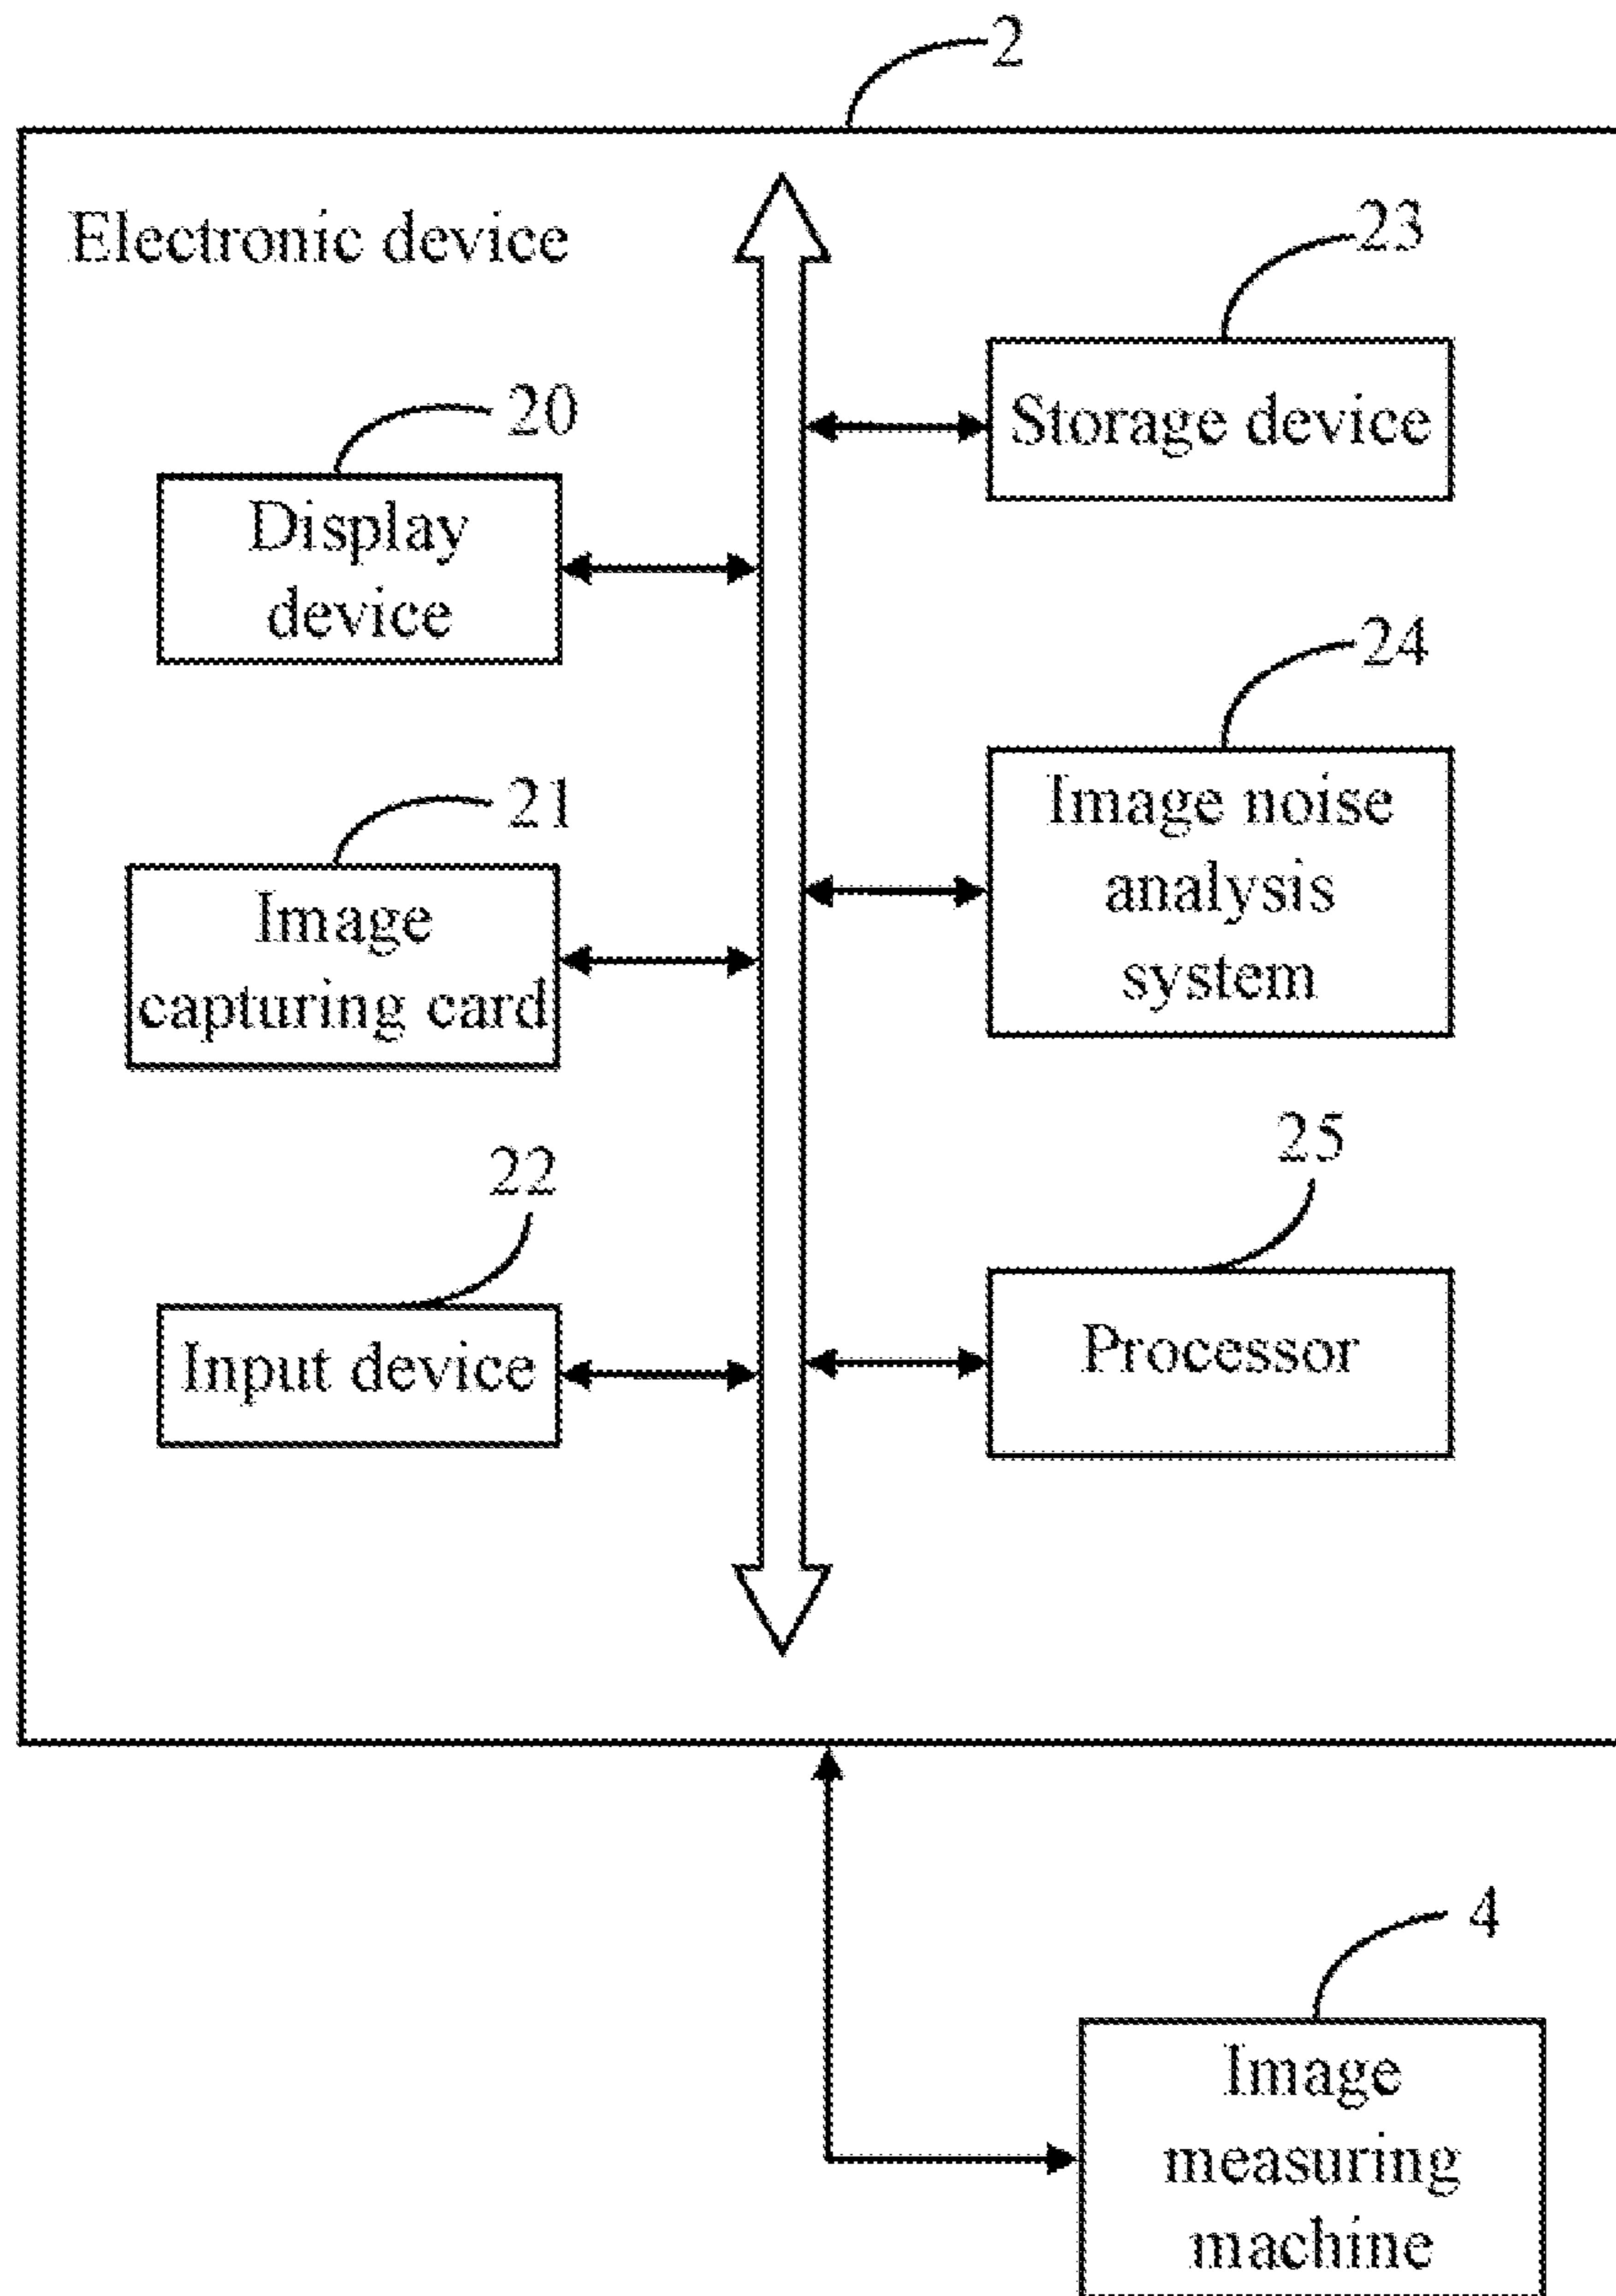 2
Electronic device
23
Storage device
20
Display
device
24
Image noise
analysis
system
21
Image
capturing card
25
Processor
22
Input device
4
Image
measuring
machine